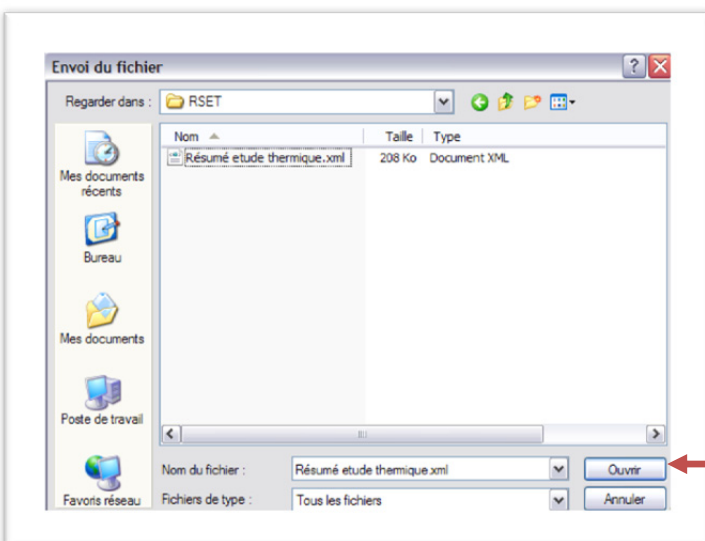 Envoi du fichier
Regarder dans :
RSET
Nom
Taille
Type
Résumé etude thermique.xml
208 Ko
Document XML
Mes documents
récents
Bureau
Mes documents
Poste de travail
Favoris réseau
Nom du fichier :
Résumé etude thermique.xml
Ouvrir
Fichiers de type :
Tous les fichiers
Annuler